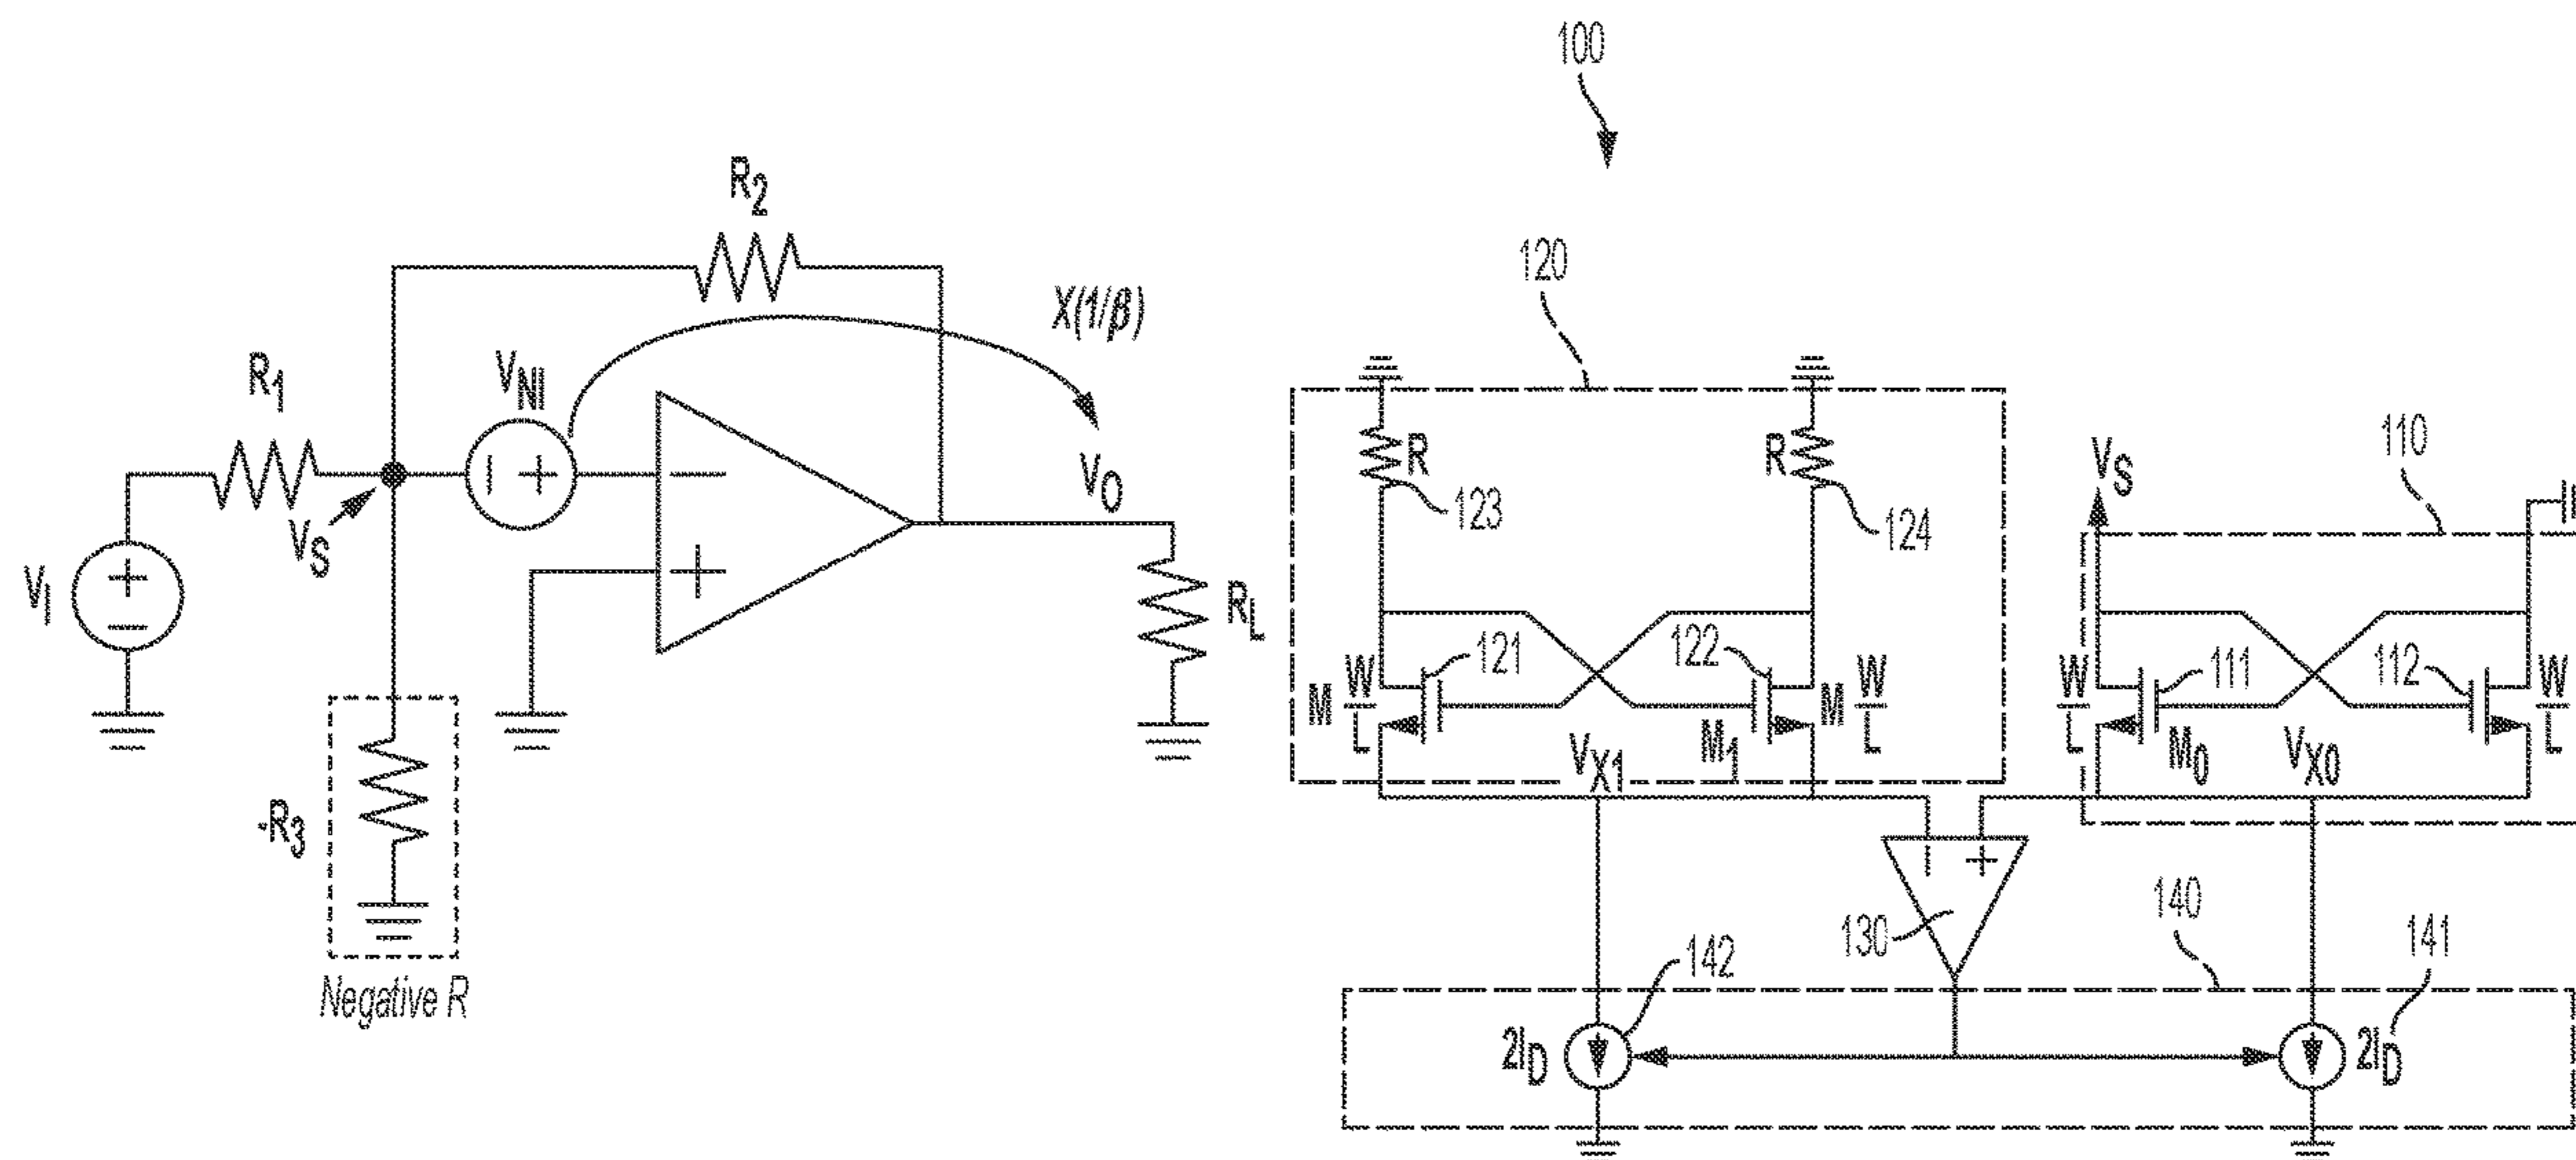 100
R2
120
X(1/β)
R1
VNI
110
VS
R
R
123
124
VO
VS
VI
RL
121
122
111
112
M W/L
M W/L
W/L
W/L
M1
M0
VX1
VX0
-R3
130
140
141
142
Negative R
2ID
2ID